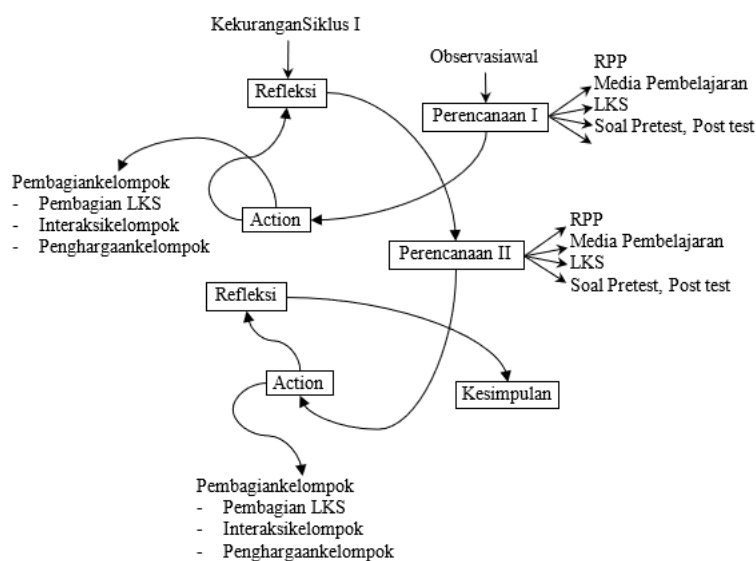 KekuranganSiklus I
Refleksi
Observasiawal
Perencanaan I
RPP
Media Pembelajaran
LKS
Soal Pretest, Post test
Pembagiankelompok
- Pembagian LKS
- Interaksikelompok
- Penghargaankelompok
Action
Perencanaan II
RPP
Media Pembelajaran
LKS
Soal Pretest, Post test
Refleksi
Action
Kesimpulan
Pembagiankelompok
- Pembagian LKS
- Interaksikelompok
- Penghargaankelompok